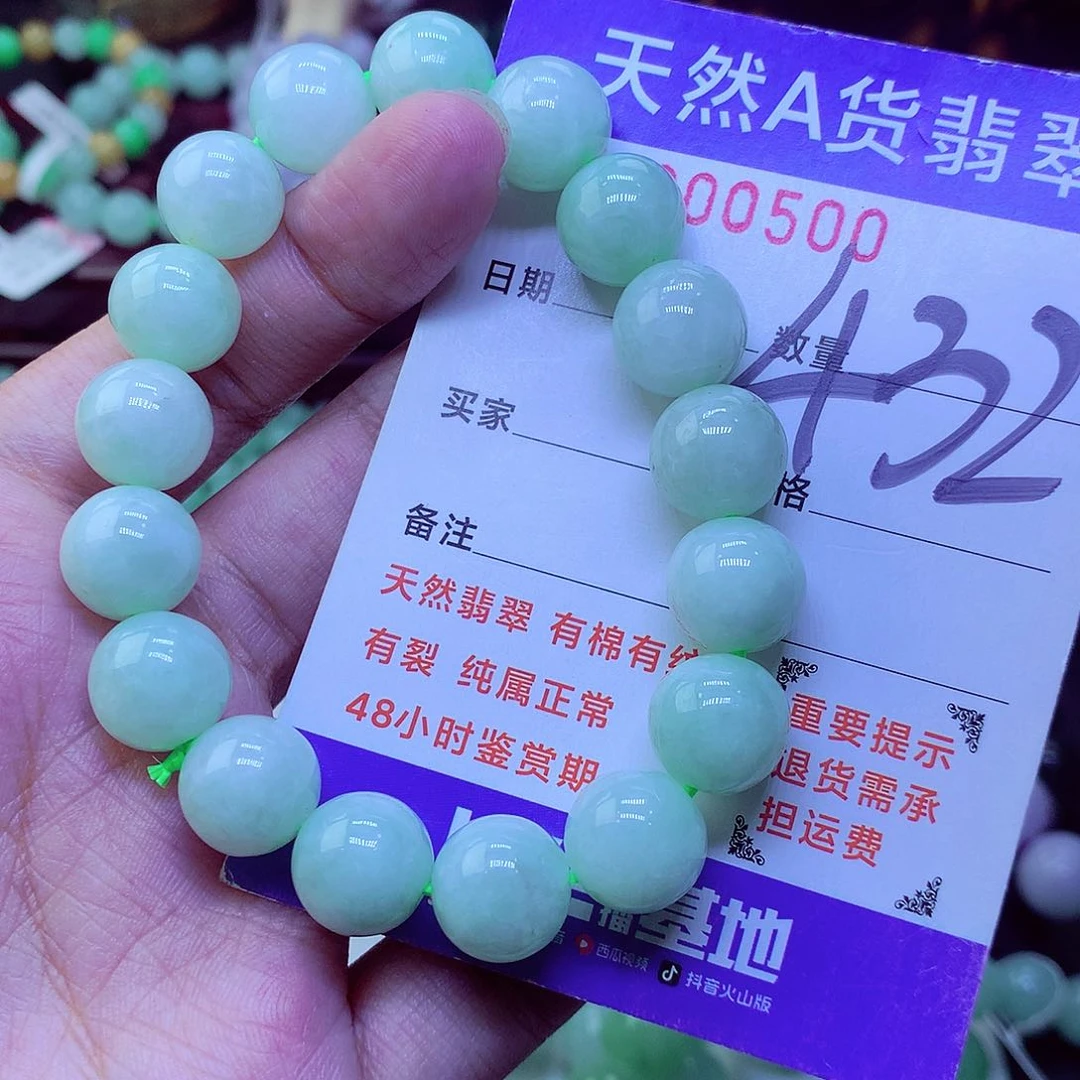 天然A货翡翠
00500
432
日期
数量
买家
格
备注
天然翡翠 有棉有纹
有裂 纯属正常
48小时鉴赏期
重要提示
退货需承
担运费
播基地
音 西瓜视频 抖音火山版